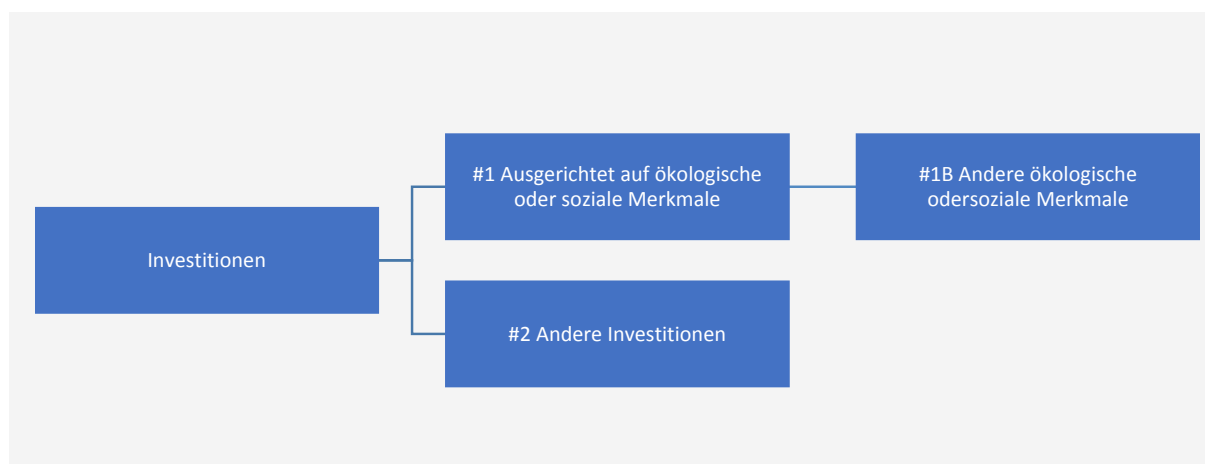 #1 Ausgerichtet auf ökologische
oder soziale Merkmale
#1B Andere ökologische
odersoziale Merkmale
Investitionen
#2 Andere Investitionen